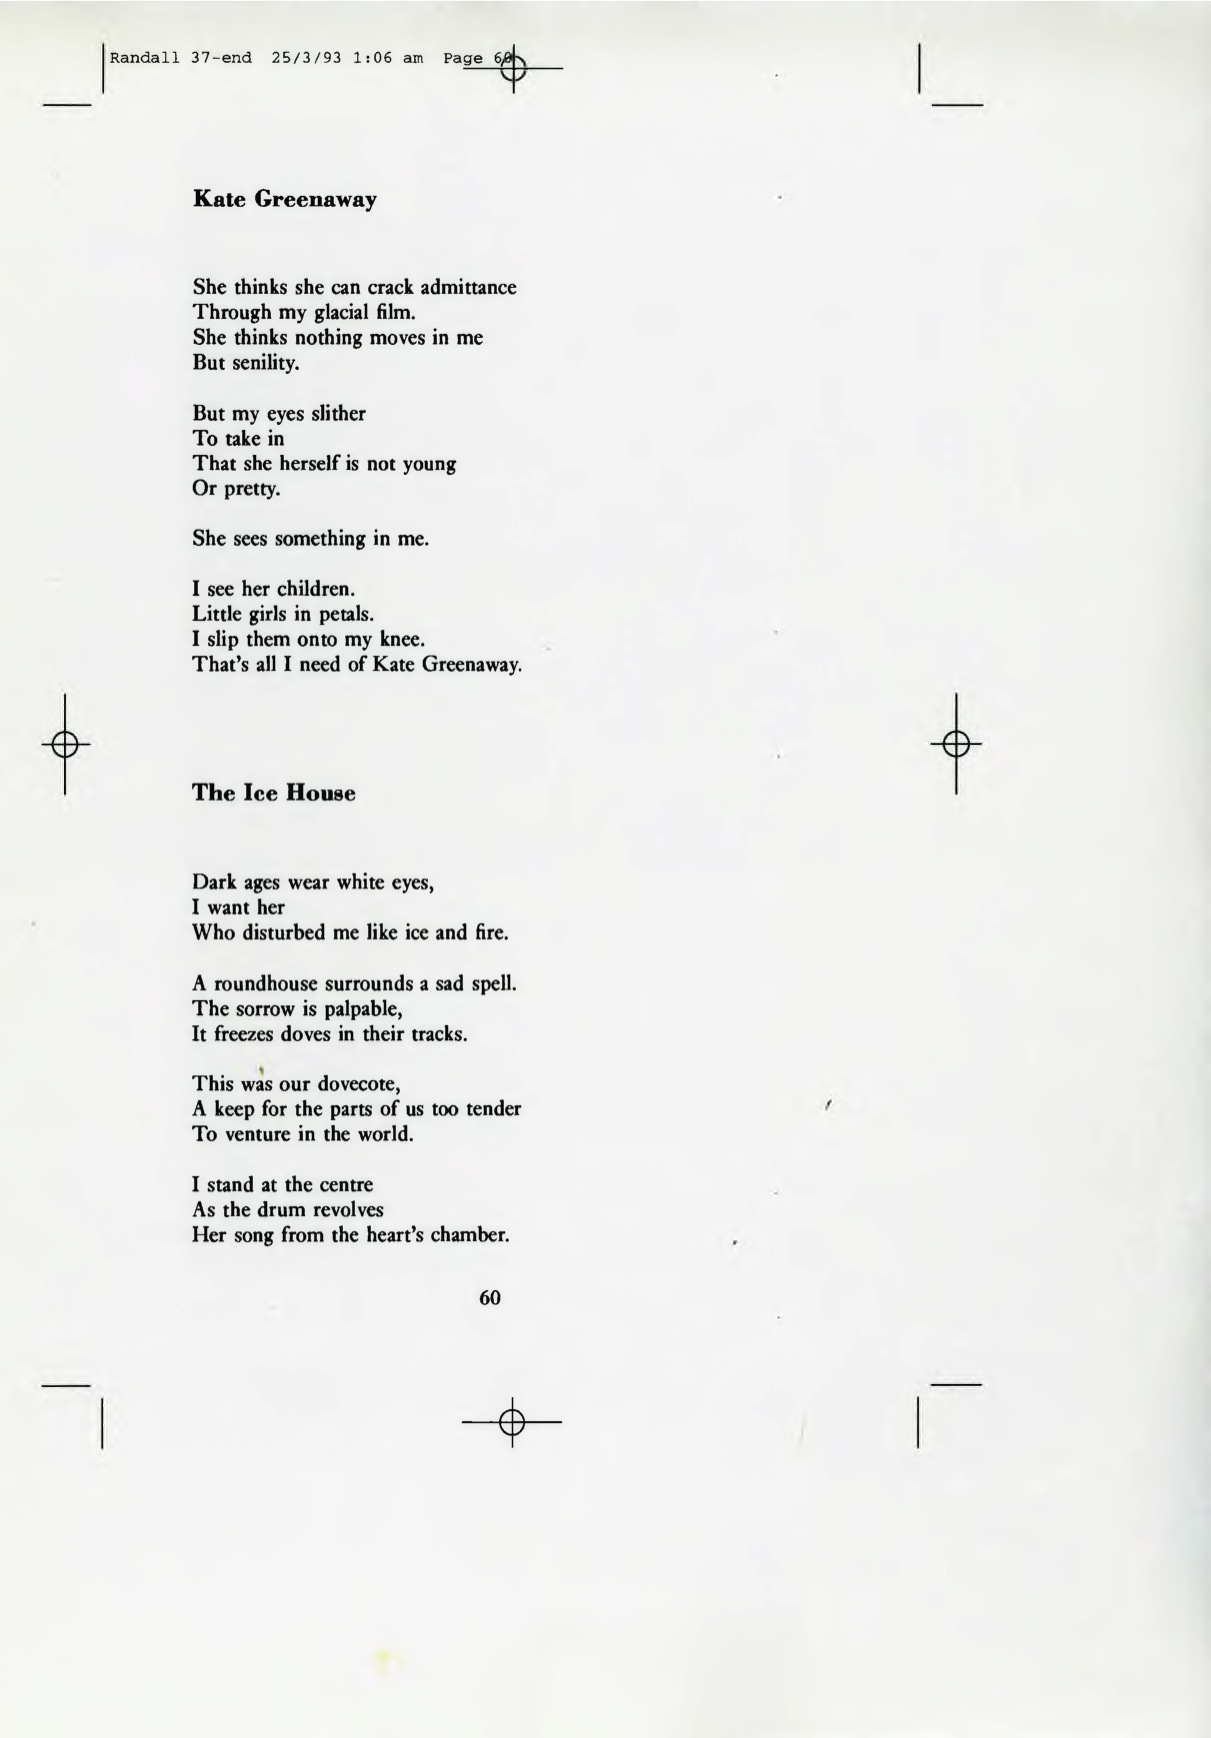 Randall 37-end 25/3/93 1:06 am Page 60
Kate Greenaway
She thinks she can crack admittance
Through my glacial film.
She thinks nothing moves in me
But senility.
But my eyes slither
To take in
That she herself is not young
Or pretty.
She sees something in me.
I see her children.
Little girls in petals.
I slip them onto my knee.
That's all I need of Kate Greenaway.
The Ice House
Dark ages wear white eyes,
I want her
Who disturbed me like ice and fire.
A roundhouse surrounds a sad spell.
The sorrow is palpable,
It freezes doves in their tracks.
This was our dovecote,
A keep for the parts of us too tender
To venture in the world.
I stand at the centre
As the drum revolves
Her song from the heart's chamber.
60